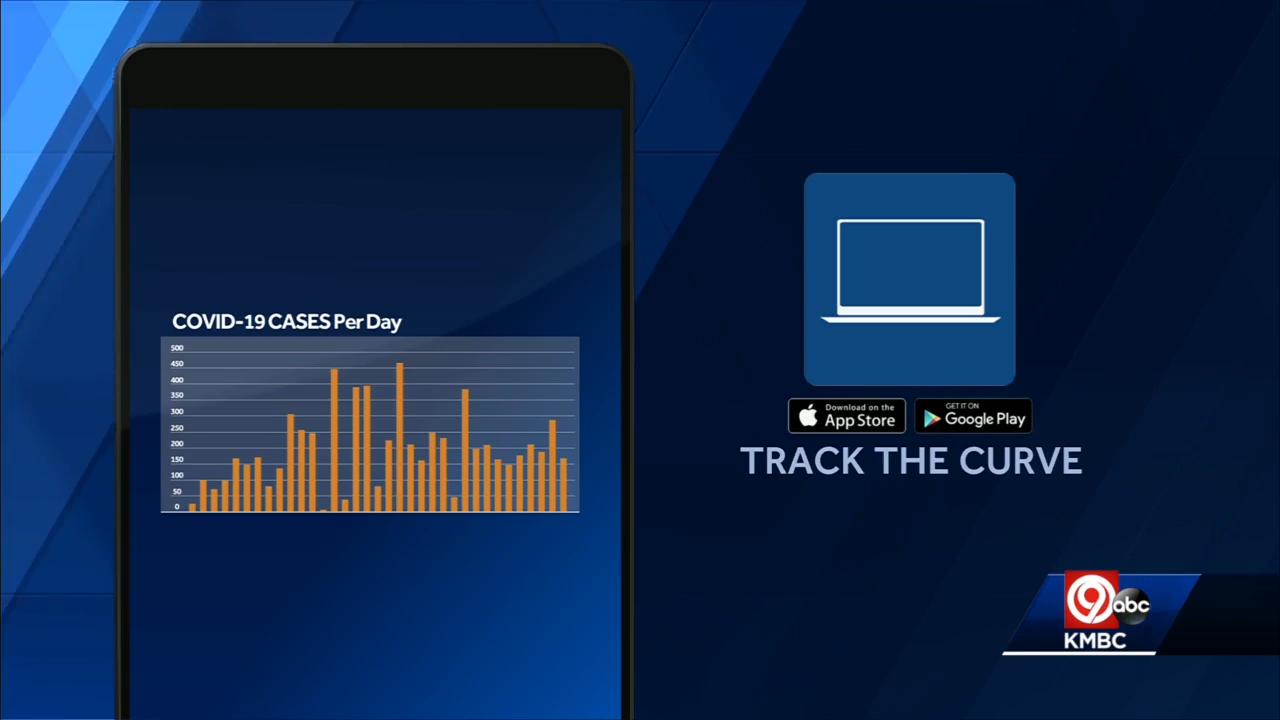 COVID-19 CASES Per Day
500
450
400
350
300
250
200
150
100
50
0
Download on the
App Store
GET IT ON
Google Play
TRACK THE CURVE
9 abc
KMBC